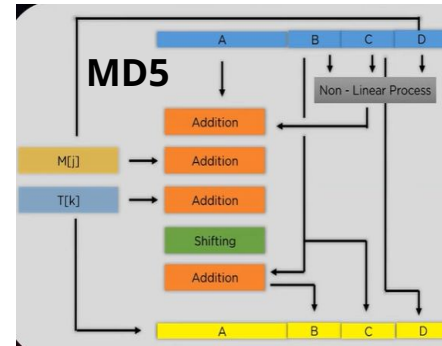 A B C D
MD5
Non - Linear Process
Addition
M[j]
Addition
T[k]
Addition
Shifting
Addition
A B C D